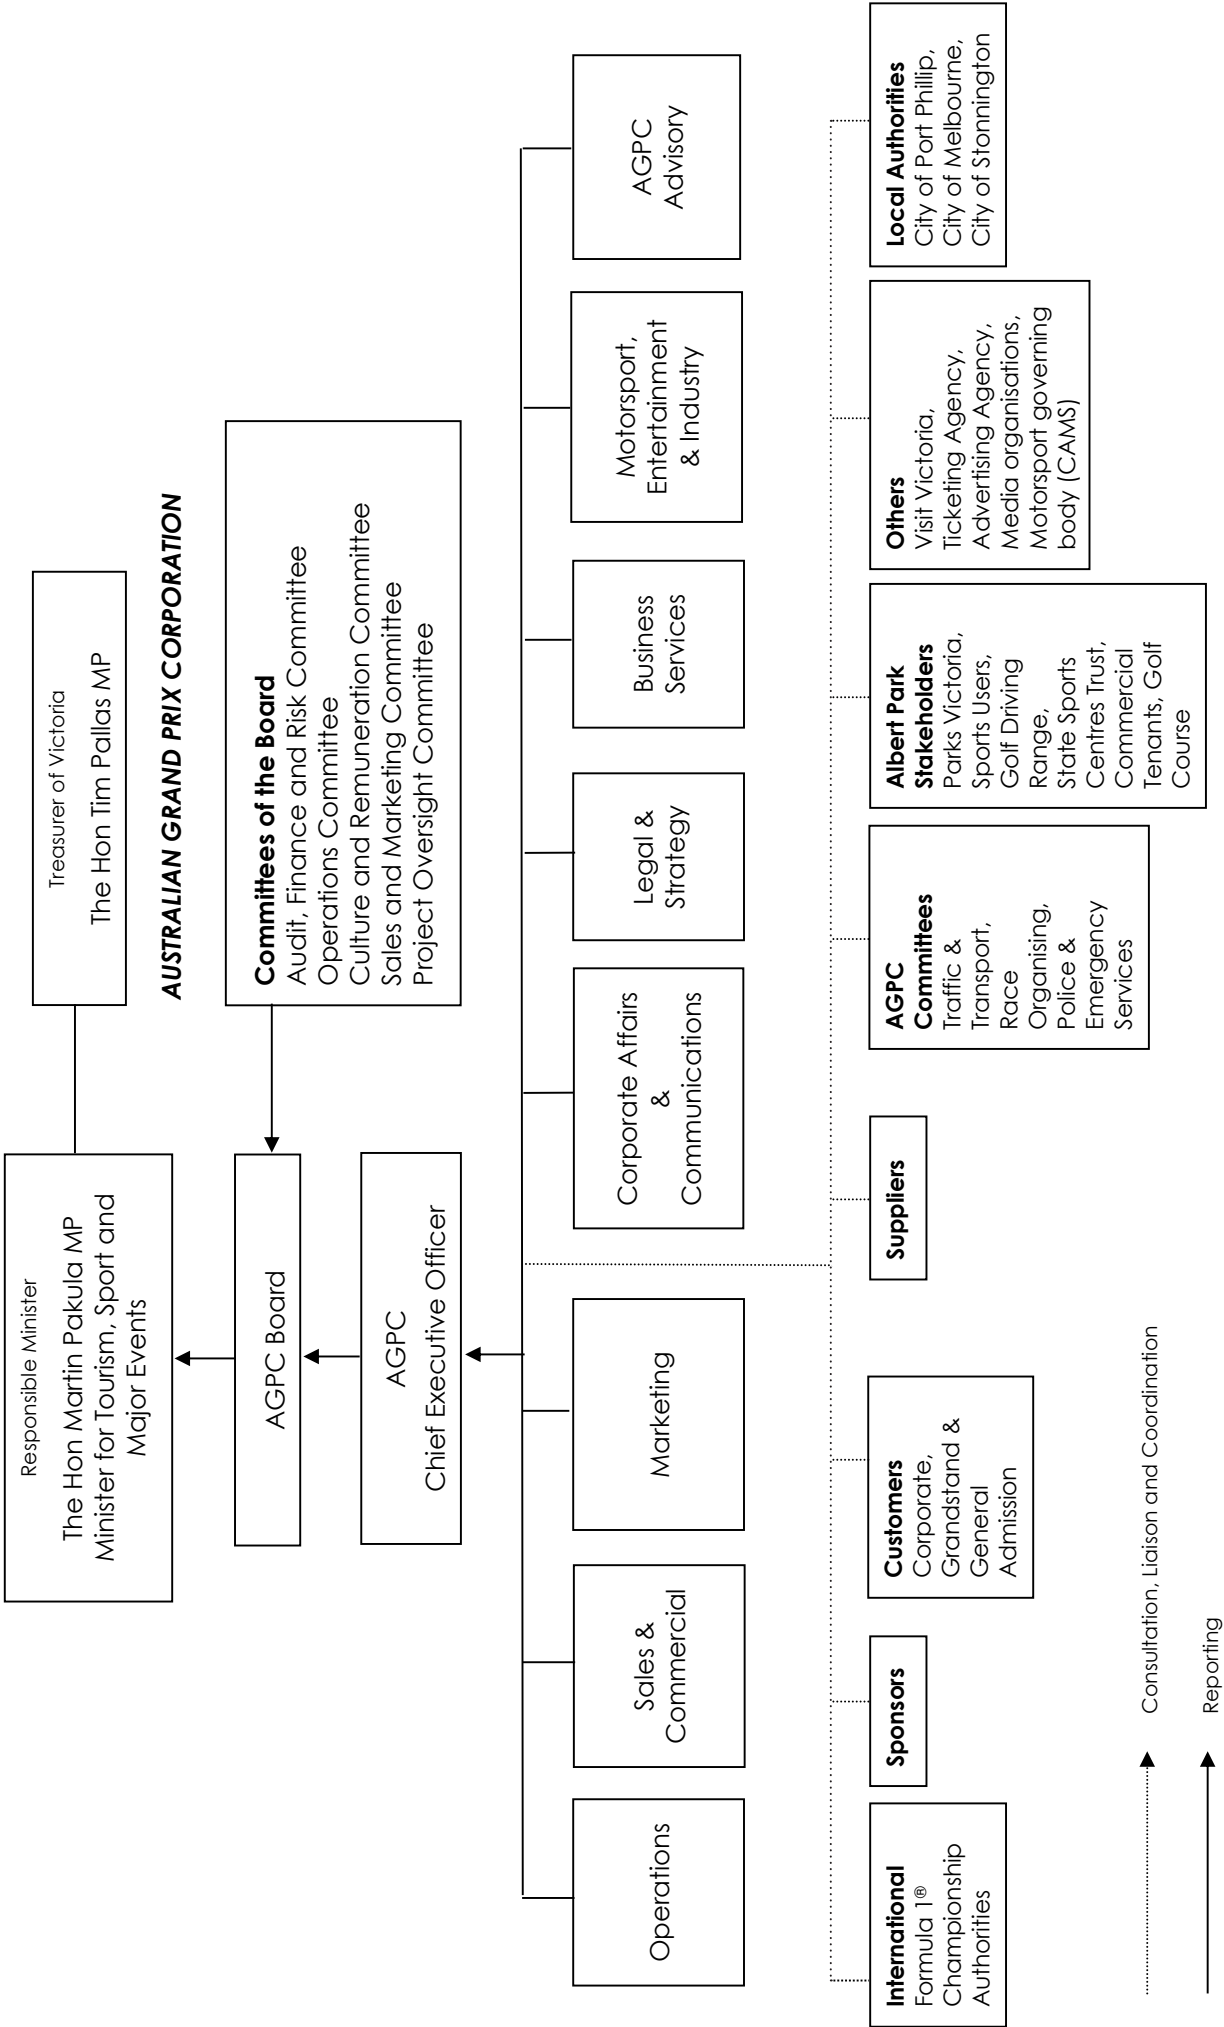 Responsible Minister
The Hon Martin Pakula MP
Minister for Tourism, Sport and
Major Events
Treasurer of Victoria
The Hon Tim Pallas MP
AUSTRALIAN GRAND PRIX CORPORATION
AGPC Board
Committees of the Board
Audit, Finance and Risk Committee
Operations Committee
Culture and Remuneration Committee
Sales and Marketing Committee
Project Oversight Committee
AGPC
Chief Executive Officer
Operations
Sales &
Commercial
Marketing
Corporate Affairs
&
Communications
Legal &
Strategy
Business
Services
Motorsport,
Entertainment
& Industry
AGPC
Advisory
International
Formula 1®
Championship
Authorities
Sponsors
Customers
Corporate,
Grandstand &
General
Admission
Suppliers
AGPC
Committees
Traffic &
Transport,
Race
Organising,
Police &
Emergency
Services
Albert Park
Stakeholders
Parks Victoria,
Sports Users,
Golf Driving
Range,
State Sports
Centres Trust,
Commercial
Tenants, Golf
Course
Others
Visit Victoria,
Ticketing Agency,
Advertising Agency,
Media organisations,
Motorsport governing
body (CAMS)
Local Authorities
City of Port Phillip,
City of Melbourne,
City of Stonnington
Consultation, Liaison and Coordination
Reporting